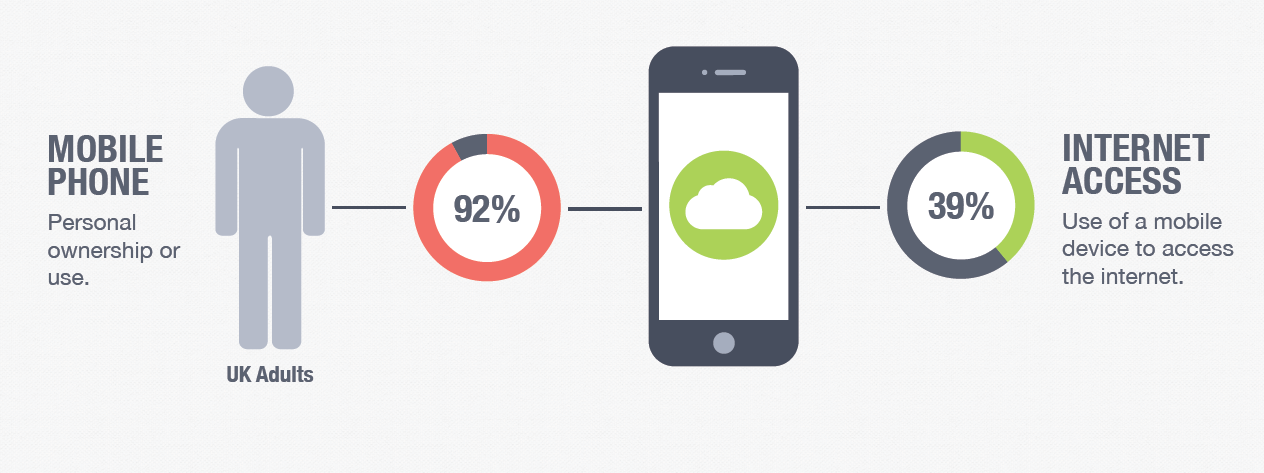 MOBILE
PHONE
Personal
ownership or
use.
UK Adults
92%
39%
INTERNET
ACCESS
Use of a mobile
device to access
the internet.